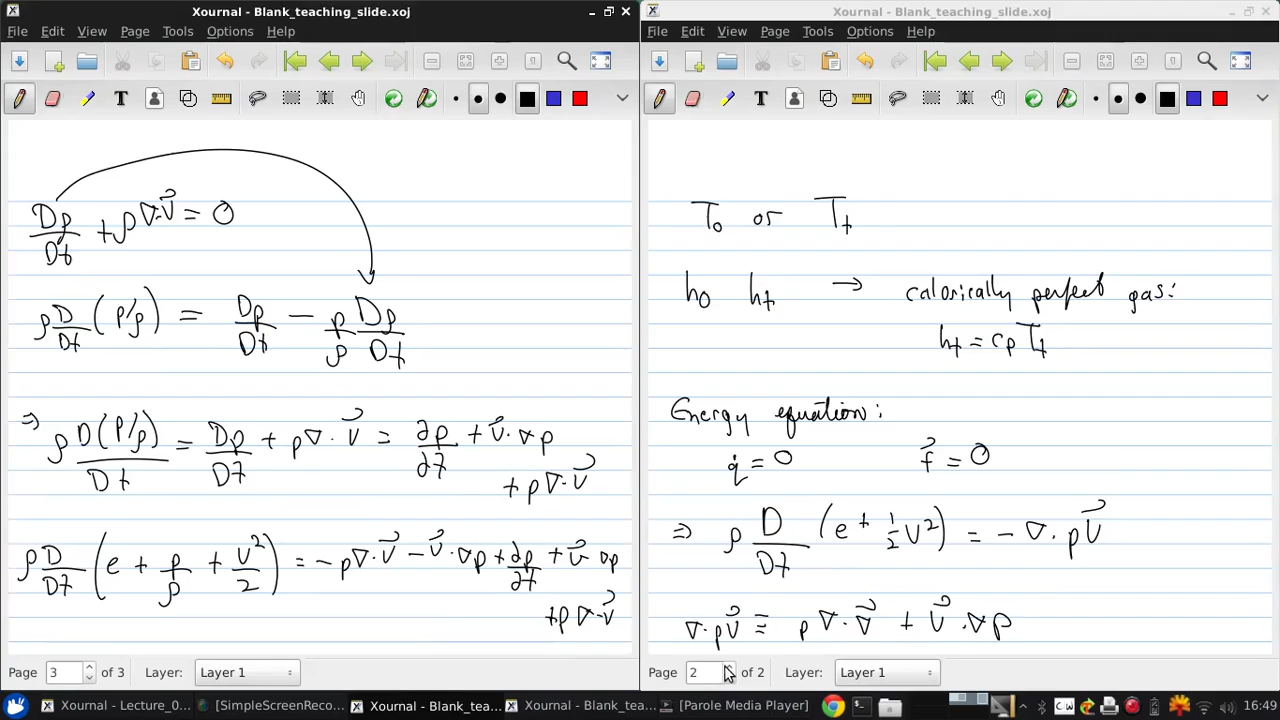 Xournal - Blank_teaching_slide.xoj
File Edit View Page Tools Options Help
Dρ/Dt + ρ∇·V⃗ = 0
ρ D/Dt (p/ρ) = Dp/Dt − p/ρ Dρ/Dt
⇒ ρ D(p/ρ)/Dt = Dp/Dt + p∇·V⃗ = ∂p/∂t + V⃗·∇p
+ p∇·V⃗
ρ D/Dt (e + p/ρ + V²/2) = −p∇·V⃗ − V⃗·∇p + ∂p/∂t + V⃗·∇p
+p∇·V⃗
Page 3 of 3 Layer: Layer 1
Xournal - Blank_teaching_slide.xoj
File Edit View Page Tools Options Help
T₀ or Tₜ
h₀ hₜ → calorically perfect gas:
hₜ = cₚTₜ
Energy equation:
q̇ = 0 f⃗ = 0
⇒ ρ D/Dt (e + ½V²) = −∇·pV⃗
∇·pV⃗ ≡ p∇·V⃗ + V⃗·∇p
Page 2 of 2 Layer: Layer 1
Xournal - Lecture_0... [SimpleScreenReco... Xournal - Blank_tea... Xournal - Blank_tea... [Parole Media Player] 16:49